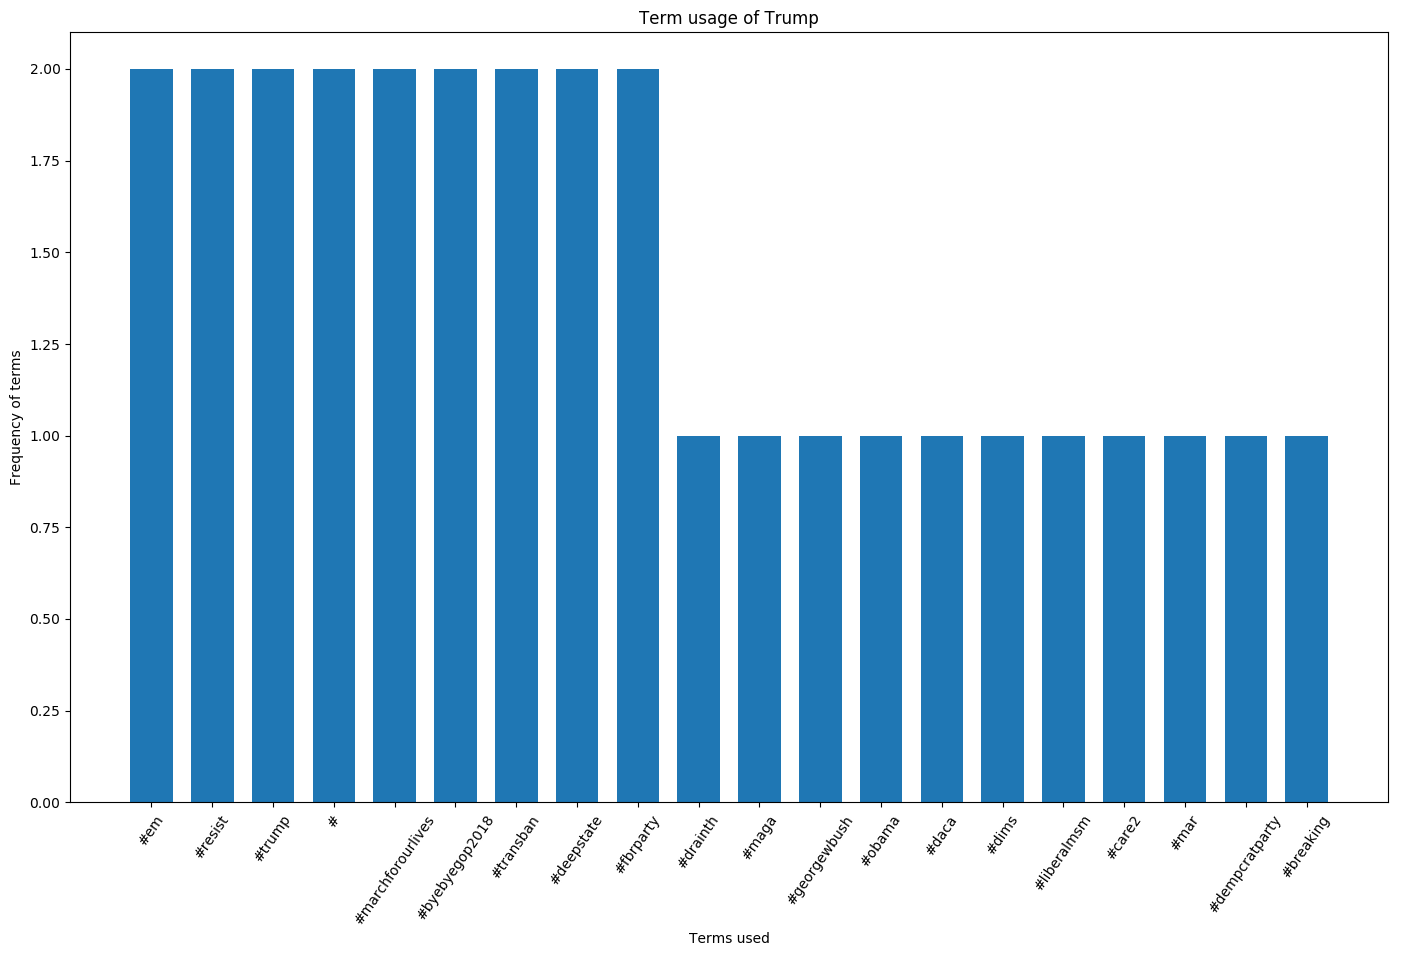 Term usage of Trump
Frequency of terms
2.00
1.75
1.50
1.25
1.00
0.75
0.50
0.25
0.00
#em
#resist
#trump
#
#marchforourlives
#byebyegop2018
#transban
#deepstate
#fbrparty
#drainth
#maga
#georgewbush
#obama
#daca
#dims
#liberalmsm
#care2
#mar
#dempcratparty
#breaking
Terms used